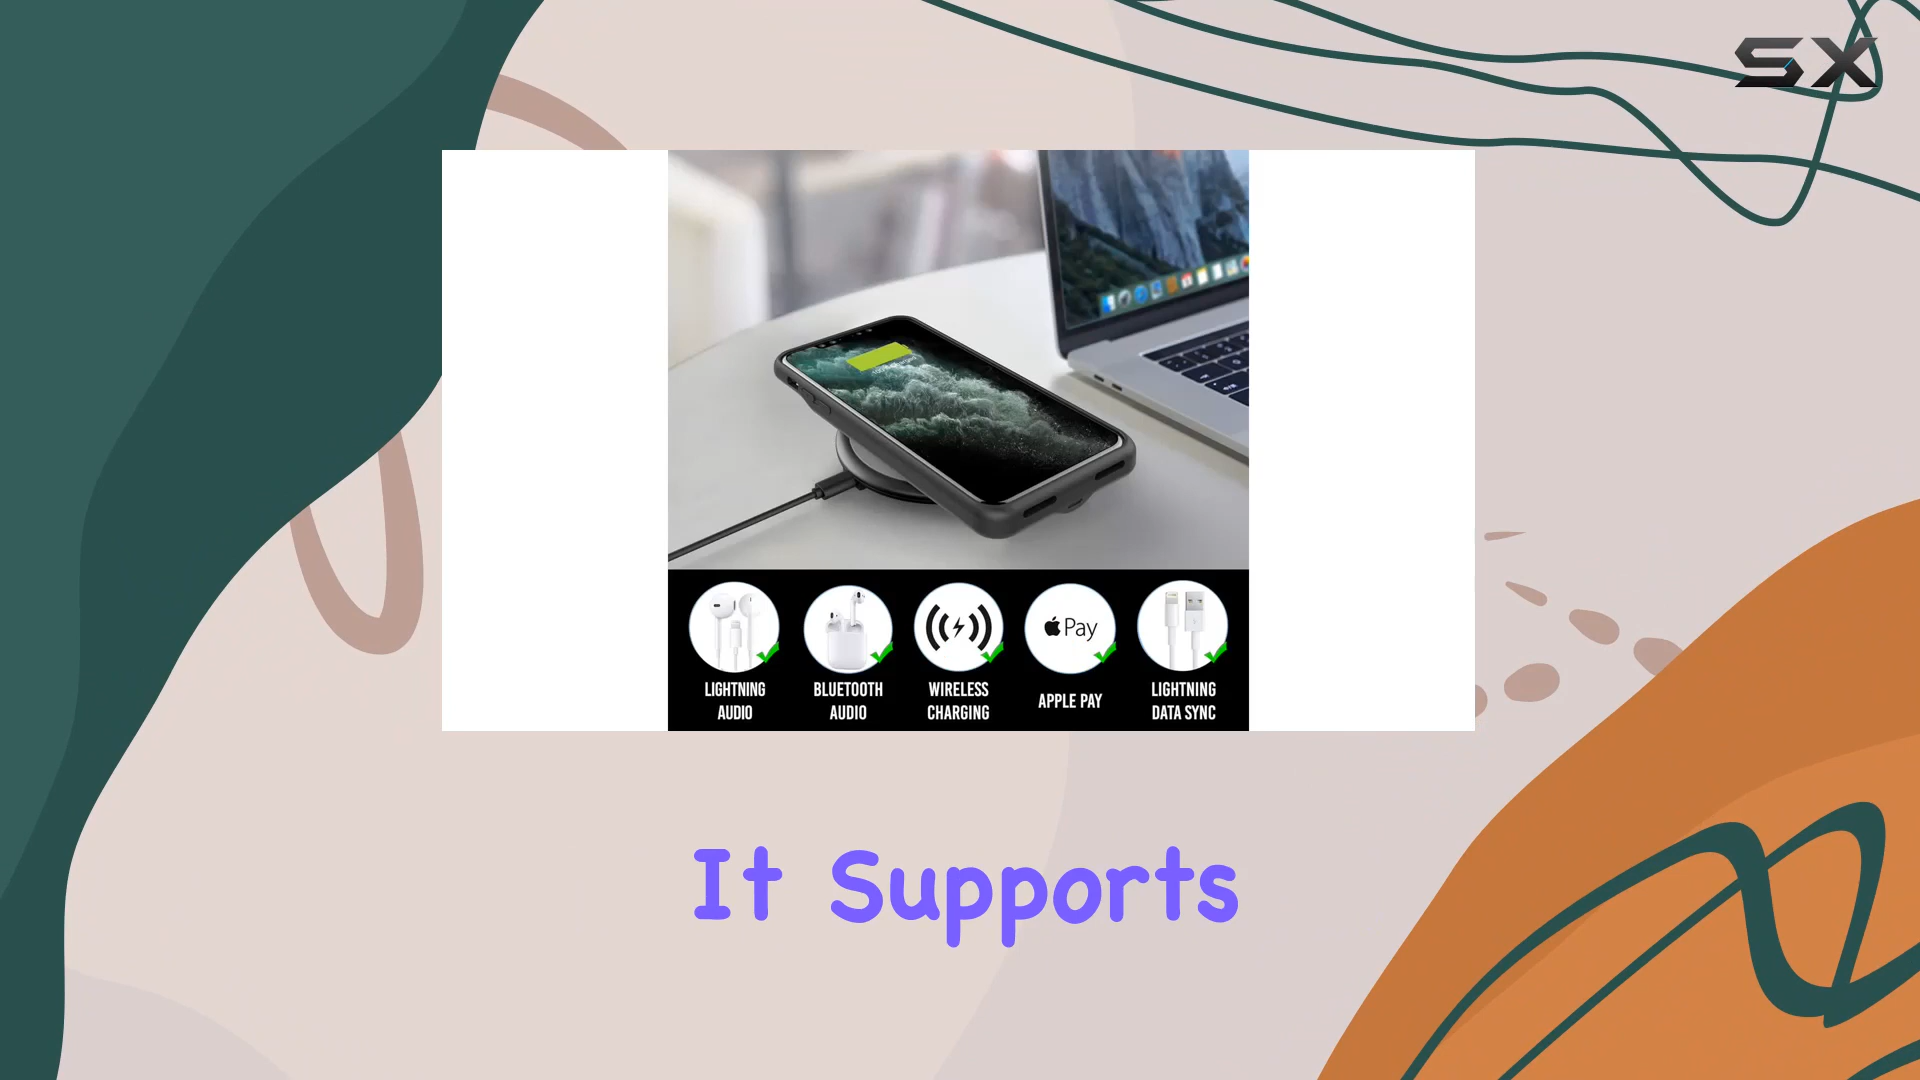 SX
Pay
LIGHTNING
AUDIO
BLUETOOTH
AUDIO
WIRELESS
CHARGING
APPLE PAY
LIGHTNING
DATA SYNC
It Supports